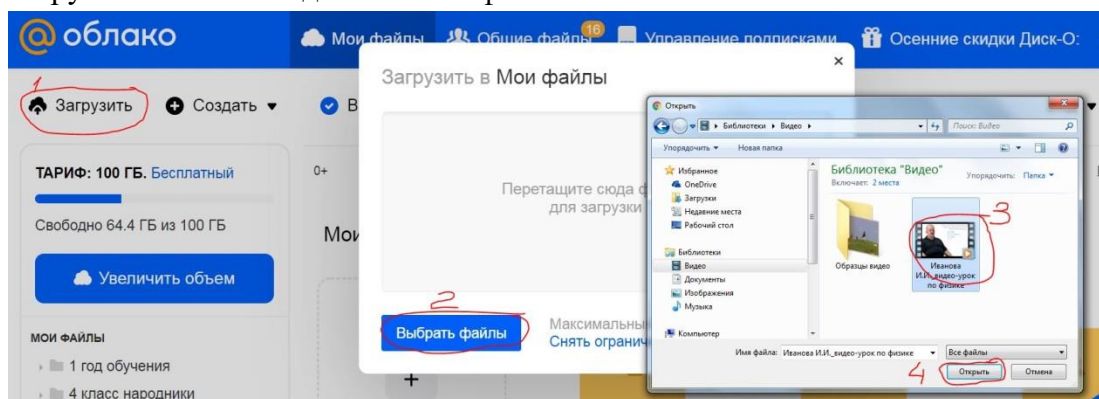 облако
Мои файлы
Общие файлы
16
Управление подписками
Осенние скидки Диск-О:
1
Загрузить
Создать
В
Загрузить в Мои файлы
×
ТАРИФ: 100 ГБ. Бесплатный
0+
Свободно 64.4 ГБ из 100 ГБ
Мои
Увеличить объем
Перетащите сюда ф
для загрузки
2
Выбрать файлы
Максимальны
Снять огранич
МОИ ФАЙЛЫ
1 год обучения
4 класс народники
+
Открыть
Библиотеки
Видео
Поиск: Видео
Упорядочить
Новая папка
Избранное
OneDrive
Загрузки
Недавние места
Рабочий стол
Библиотеки
Видео
Документы
Изображения
Музыка
Компьютер
Библиотека "Видео"
Включает: 2 места
Упорядочить: Папка
Образцы видео
3
Иванова
И.И._видео-урок
по физике
Имя файла: Иванова И.И._видео-урок по физике
Все файлы
4
Открыть
Отмена